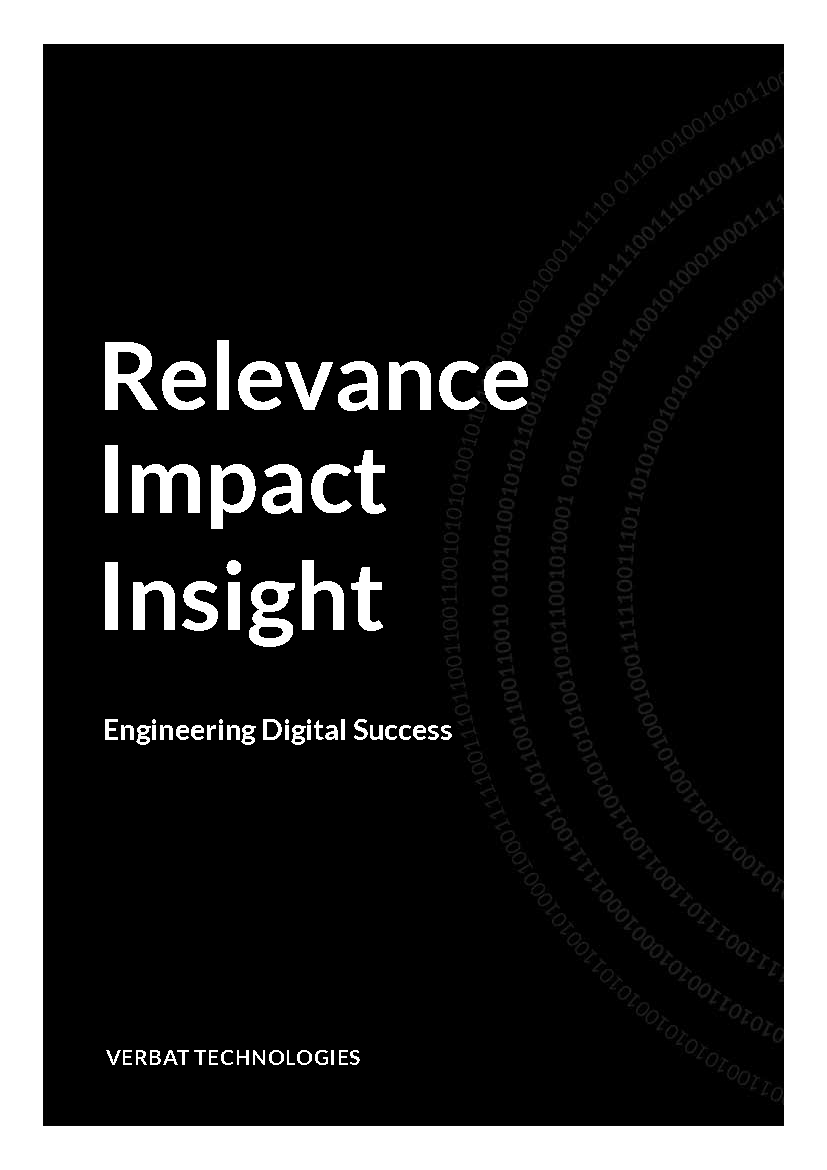 Relevance
Impact
Insight
Engineering Digital Success
VERBAT TECHNOLOGIES